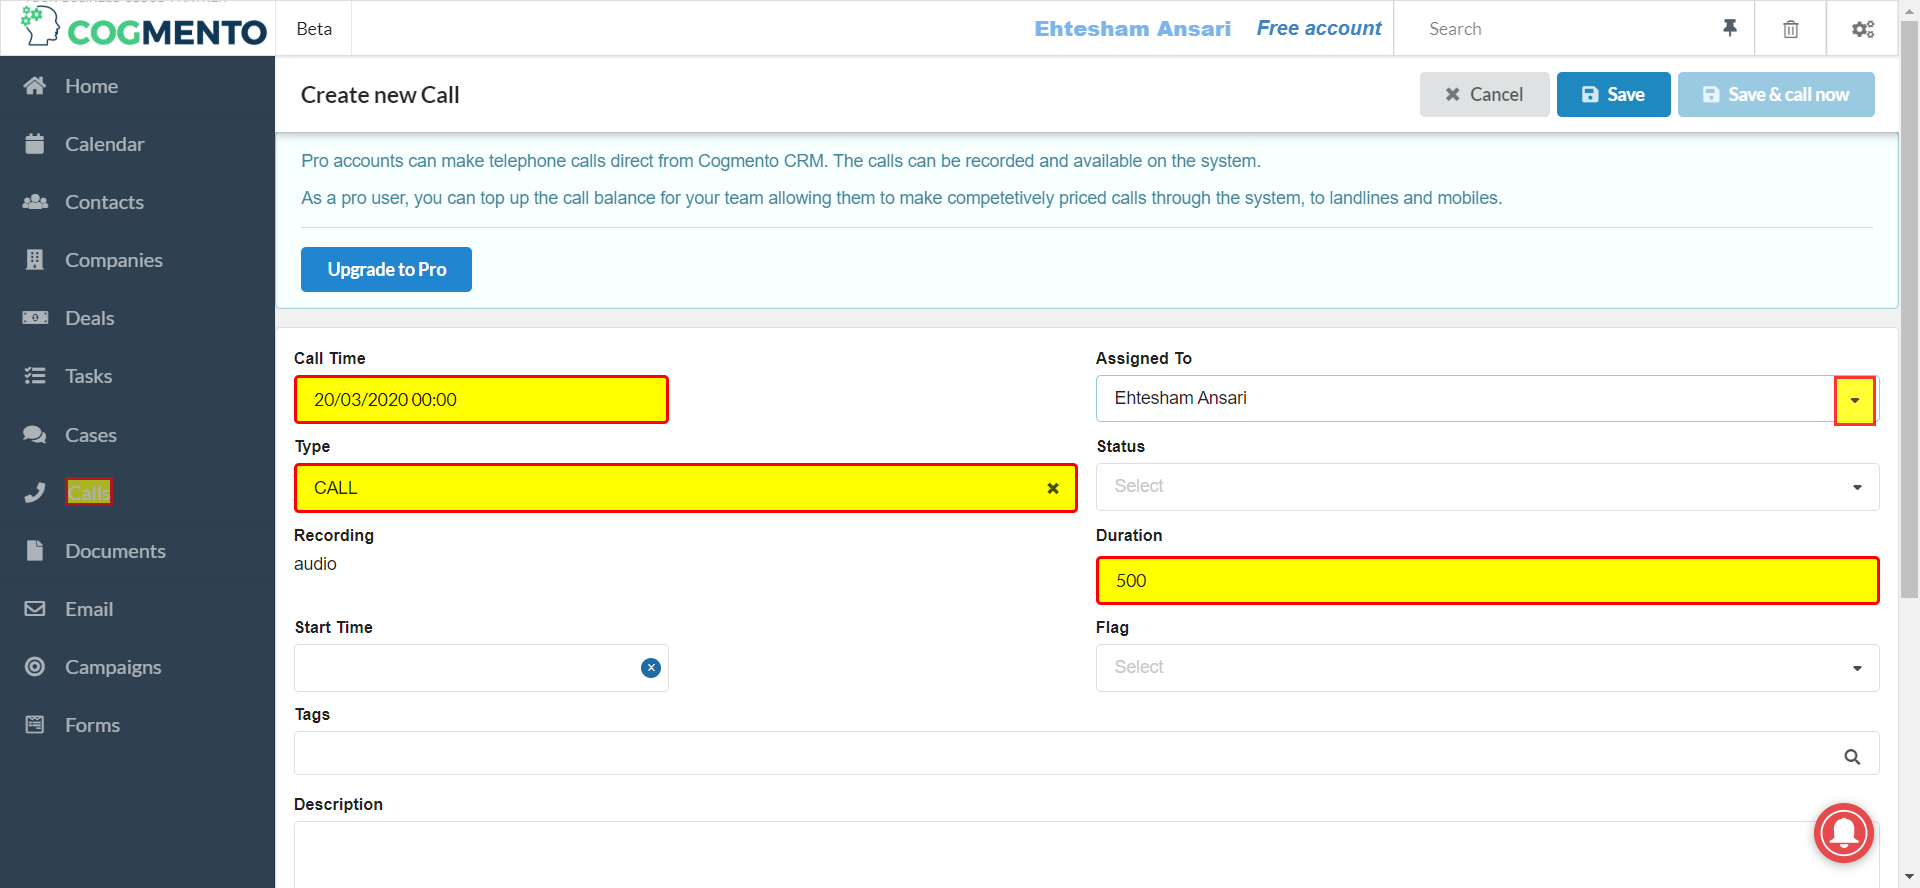 COGMENTO
Beta
Ehtesham Ansari
Free account
Search
Home
Calendar
Contacts
Companies
Deals
Tasks
Cases
Calls
Documents
Email
Campaigns
Forms
Create new Call
Cancel
Save
Save & call now
Pro accounts can make telephone calls direct from Cogmento CRM. The calls can be recorded and available on the system.
As a pro user, you can top up the call balance for your team allowing them to make competetively priced calls through the system, to landlines and mobiles.
Upgrade to Pro
Call Time
20/03/2020 00:00
Assigned To
Ehtesham Ansari
Type
CALL
Status
Select
Recording
audio
Duration
500
Start Time
Flag
Select
Tags
Description